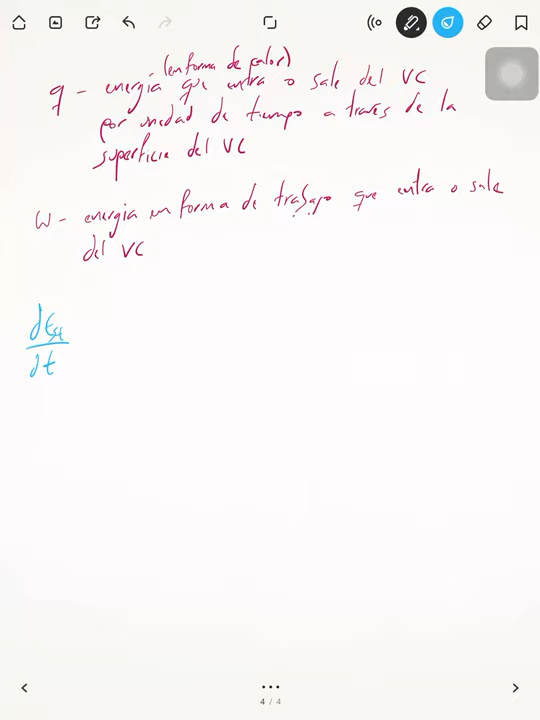 (en forma de calor)
q - energía que entra o sale del VC
por unidad de tiempo a traves de la
superficie del VC
W - energía en forma de trabajo que entra o sale
del VC
dEst
dt
4 / 4